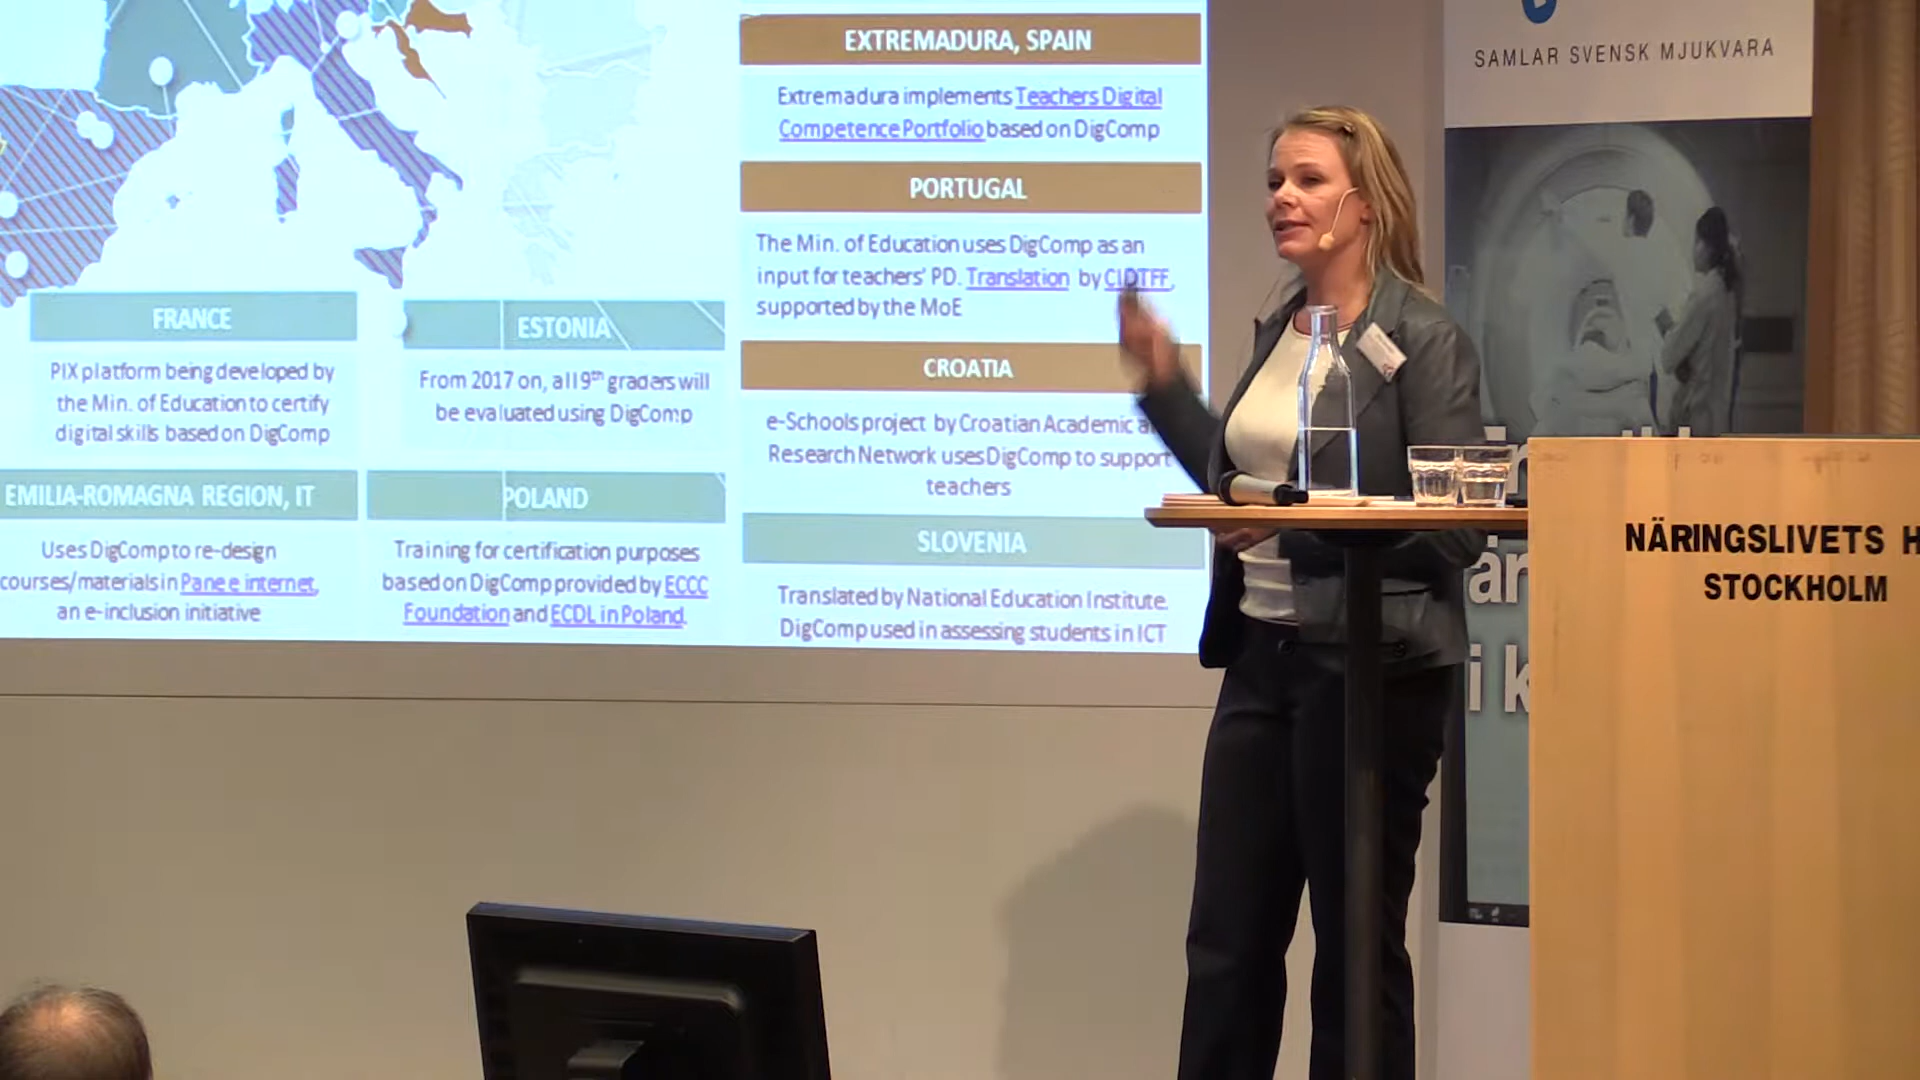 EXTREMADURA, SPAIN
Extremadura implements Teachers Digital
Competence Portfolio based on DigComp
PORTUGAL
The Min. of Education uses DigComp as an
input for teachers' PD. Translation by CIDTFF,
supported by the MoE
CROATIA
e-Schools project by Croatian Academic
Research Network uses DigComp to support
teachers
SLOVENIA
Translated by National Education Institute.
DigComp used in assessing students in ICT
FRANCE
PIX platform being developed by
the Min. of Education to certify
digital skills based on DigComp
ESTONIA
From 2017 on, all 9th graders will
be evaluated using DigComp
EMILIA-ROMAGNA REGION, IT
Uses DigComp to re-design
courses/materials in Pane e internet,
an e-inclusion initiative
POLAND
Training for certification purposes
based on DigComp provided by ECCC
Foundation and ECDL in Poland.
SAMLAR SVENSK MJUKVARA
i k
NÄRINGSLIVETS H
STOCKHOLM